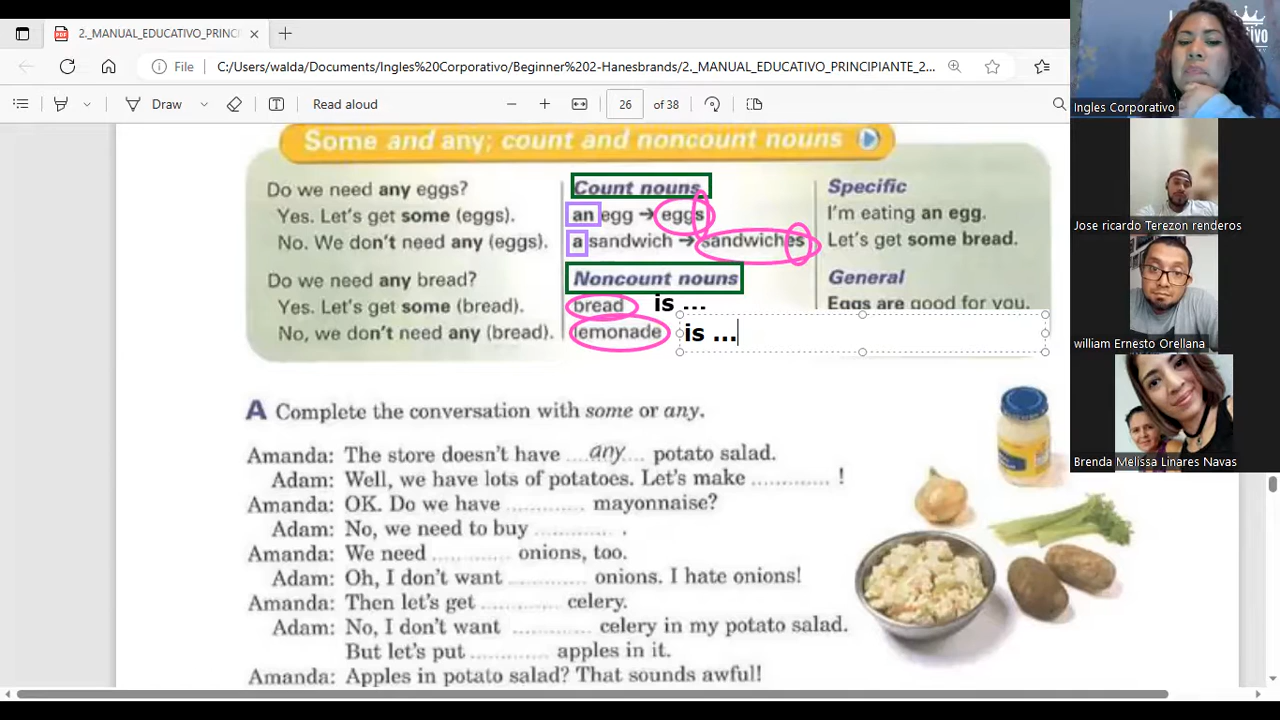 2._MANUAL_EDUCATIVO_PRINCI
File
C:/Users/walda/Documents/Ingles%20Corporativo/Beginner%202-Hanesbrands/2._MANUAL_EDUCATIVO_PRINCIPIANTE_2...
Draw
Read aloud
26 of 38
Some and any; count and noncount nouns
Do we need any eggs?
Yes. Let's get some (eggs).
No. We don't need any (eggs).
Do we need any bread?
Yes. Let's get some (bread).
No, we don't need any (bread).
Count nouns
an egg → eggs
a sandwich → sandwiches
Noncount nouns
bread is ...
lemonade is ...
Specific
I'm eating an egg.
Let's get some bread.
General
Eggs are good for you.
A Complete the conversation with some or any.
Amanda: The store doesn't have ....any.... potato salad.
Adam: Well, we have lots of potatoes. Let's make ............. !
Amanda: OK. Do we have ............. mayonnaise?
Adam: No, we need to buy ............. .
Amanda: We need ............. onions, too.
Adam: Oh, I don't want ............. onions. I hate onions!
Amanda: Then let's get ............. celery.
Adam: No, I don't want ............. celery in my potato salad.
But let's put ............. apples in it.
Amanda: Apples in potato salad? That sounds awful!
Ingles Corporativo
Jose ricardo Terezon renderos
william Ernesto Orellana
Brenda Melissa Linares Navas